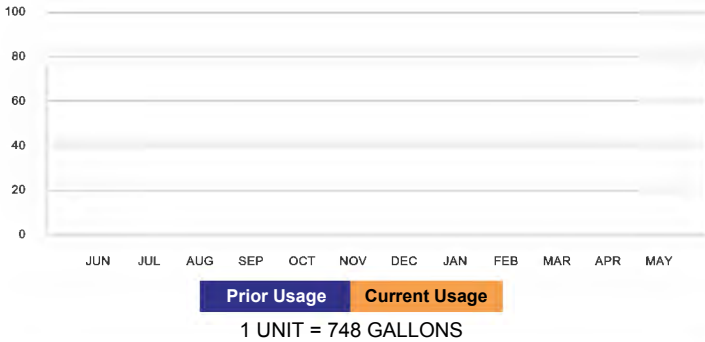 100
80
60
40
20
0
JUN JUL AUG SEP OCT NOV DEC JAN FEB MAR APR MAY
Prior Usage Current Usage
1 UNIT = 748 GALLONS